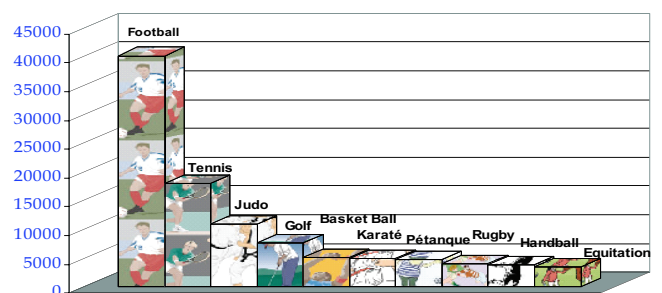 45000
40000
35000
30000
25000
20000
15000
10000
5000
0
Football
Tennis
Judo
Golf
Basket Ball
Karaté
Pétanque
Rugby
Handball
Equitation